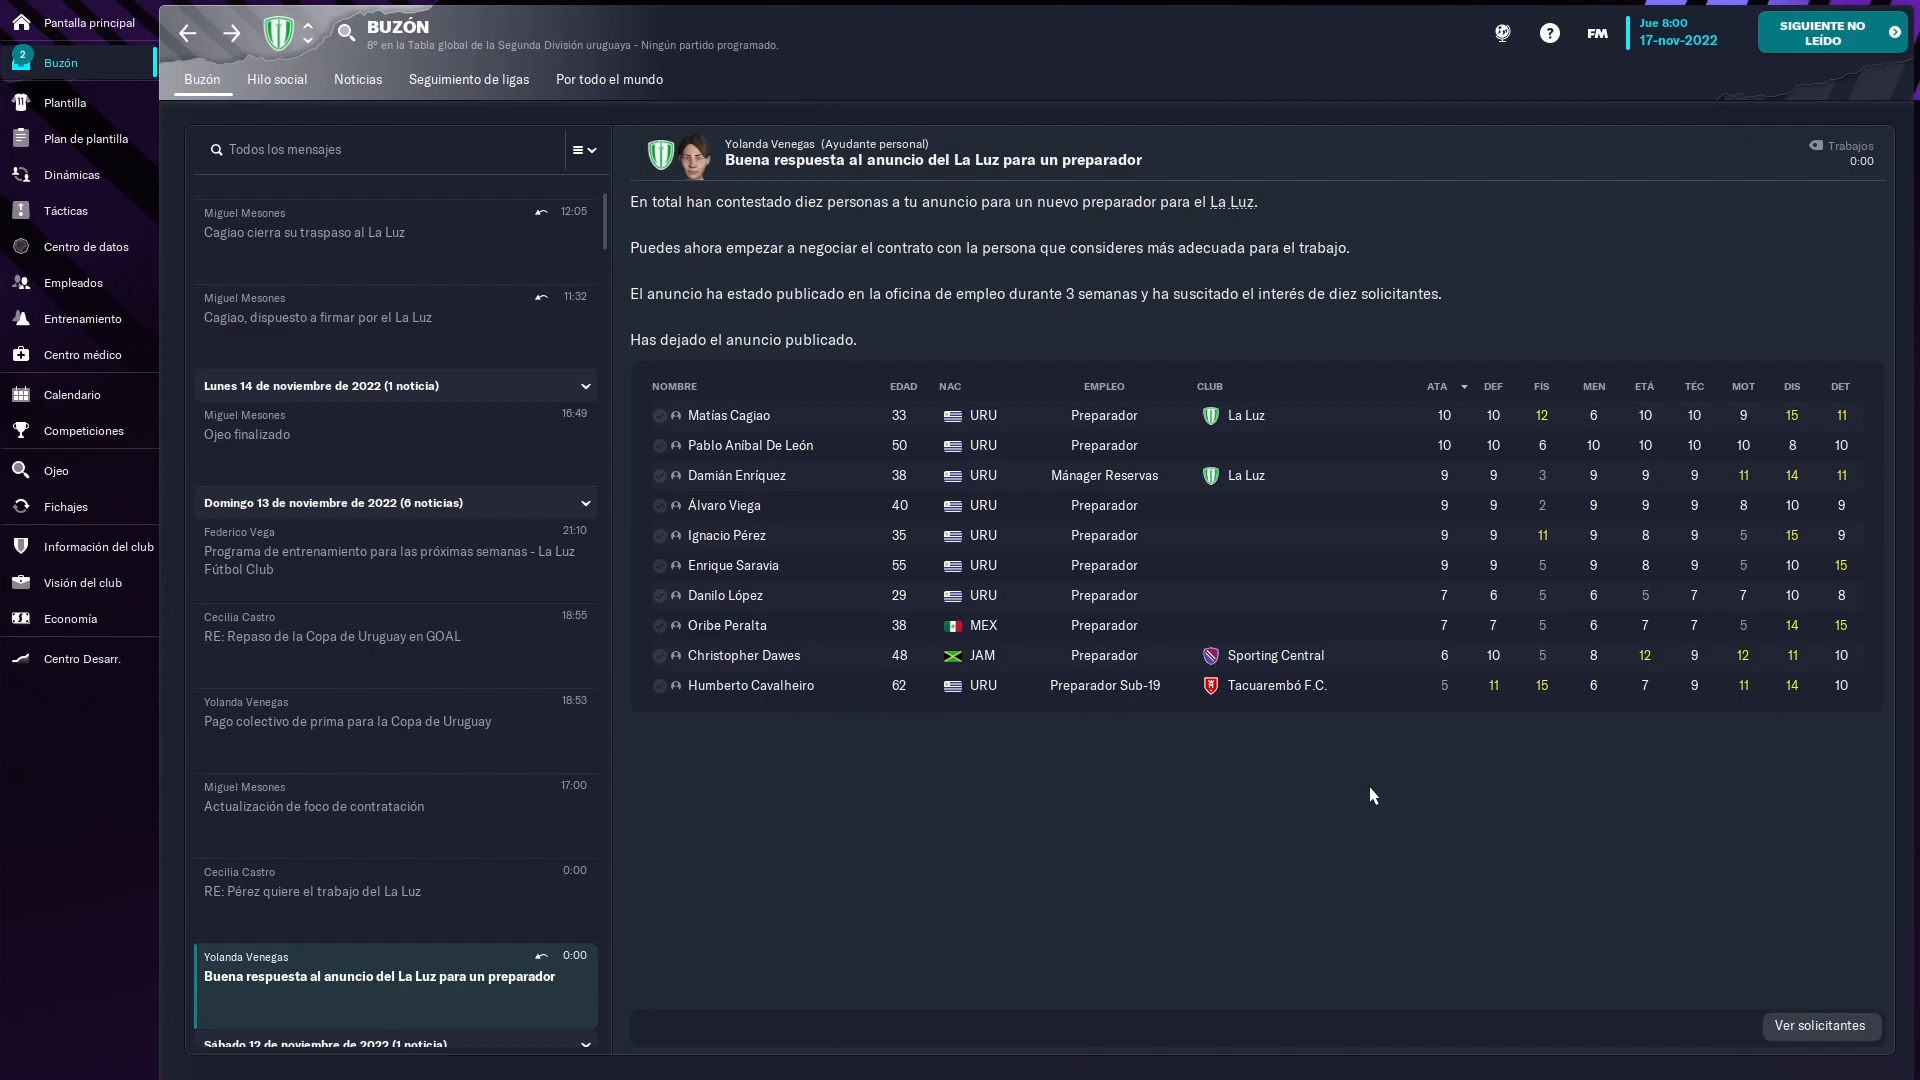 Pantalla principal
2
Buzón
Plantilla
Plan de plantilla
Dinámicas
Tácticas
Centro de datos
Empleados
Entrenamiento
Centro médico
Calendario
Competiciones
Ojeo
Fichajes
Información del club
Visión del club
Economía
Centro Desarr.
BUZÓN
8º en la Tabla global de la Segunda División uruguaya - Ningún partido programado.
FM
Jue 8:00
17-nov-2022
SIGUIENTE NO LEÍDO
Buzón Hilo social Noticias Seguimiento de ligas Por todo el mundo
Todos los mensajes
Miguel Mesones 12:05
Cagiao cierra su traspaso al La Luz
Miguel Mesones 11:32
Cagiao, dispuesto a firmar por el La Luz
Lunes 14 de noviembre de 2022 (1 noticia)
Miguel Mesones 16:49
Ojeo finalizado
Domingo 13 de noviembre de 2022 (6 noticias)
Federico Vega 21:10
Programa de entrenamiento para las próximas semanas - La Luz
Fútbol Club
Cecilia Castro 18:55
RE: Repaso de la Copa de Uruguay en GOAL
Yolanda Venegas 18:53
Pago colectivo de prima para la Copa de Uruguay
Miguel Mesones 17:00
Actualización de foco de contratación
Cecilia Castro 0:00
RE: Pérez quiere el trabajo del La Luz
Yolanda Venegas 0:00
Buena respuesta al anuncio del La Luz para un preparador
Sábado 12 de noviembre de 2022 (1 noticia)
Yolanda Venegas (Ayudante personal)
Buena respuesta al anuncio del La Luz para un preparador
Trabajos
0:00
En total han contestado diez personas a tu anuncio para un nuevo preparador para el La Luz.
Puedes ahora empezar a negociar el contrato con la persona que consideres más adecuada para el trabajo.
El anuncio ha estado publicado en la oficina de empleo durante 3 semanas y ha suscitado el interés de diez solicitantes.
Has dejado el anuncio publicado.
NOMBRE EDAD NAC EMPLEO CLUB ATA DEF FÍS MEN ETÁ TÉC MOT DIS DET
Matías Cagiao 33 URU Preparador La Luz 10 10 12 6 10 10 9 15 11
Pablo Aníbal De León 50 URU Preparador 10 10 6 10 10 10 10 8 10
Damián Enríquez 38 URU Mánager Reservas La Luz 9 9 3 9 9 9 11 14 11
Álvaro Viega 40 URU Preparador 9 9 2 9 9 9 8 10 9
Ignacio Pérez 35 URU Preparador 9 9 11 9 8 9 5 15 9
Enrique Saravia 55 URU Preparador 9 9 5 9 8 9 5 10 15
Danilo López 29 URU Preparador 7 6 5 6 5 7 7 10 8
Oribe Peralta 38 MEX Preparador 7 7 5 6 7 7 5 14 15
Christopher Dawes 48 JAM Preparador Sporting Central 6 10 5 8 12 9 12 11 10
Humberto Cavalheiro 62 URU Preparador Sub-19 Tacuarembó F.C. 5 11 15 6 7 9 11 14 10
Ver solicitantes